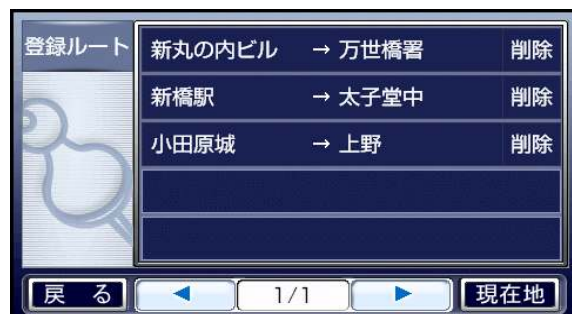 登録ルート
新丸の内ビル → 万世橋署 削除
新橋駅 → 太子堂中 削除
小田原城 → 上野 削除
戻る 1/1 現在地